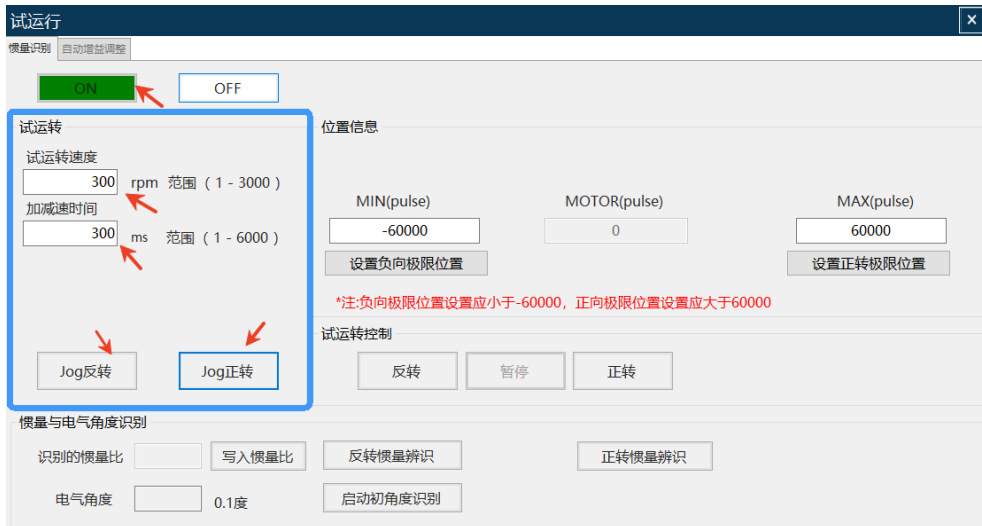 试运行
惯量识别 自动增益调整
ON OFF
试运转
试运转速度
300 rpm 范围 ( 1 - 3000 )
加减速时间
300 ms 范围 ( 1 - 6000 )
Jog反转 Jog正转
位置信息
MIN(pulse) MOTOR(pulse) MAX(pulse)
-60000 0 60000
设置负向极限位置 设置正转极限位置
*注:负向极限位置设置应小于-60000，正向极限位置设置应大于60000
试运转控制
反转 暂停 正转
惯量与电气角度识别
识别的惯量比 写入惯量比 反转惯量辨识 正转惯量辨识
电气角度 0.1度 启动初角度识别